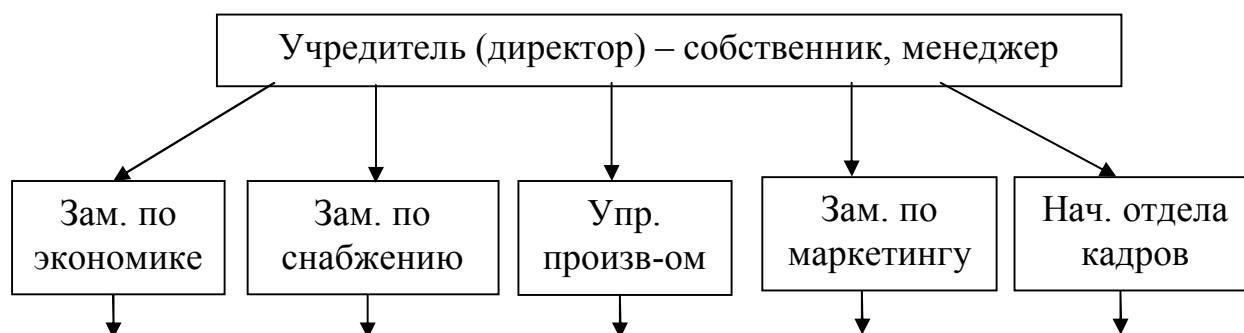 Учредитель (директор) – собственник, менеджер
Зам. по
экономике
Зам. по
снабжению
Упр.
произв-ом
Зам. по
маркетингу
Нач. отдела
кадров